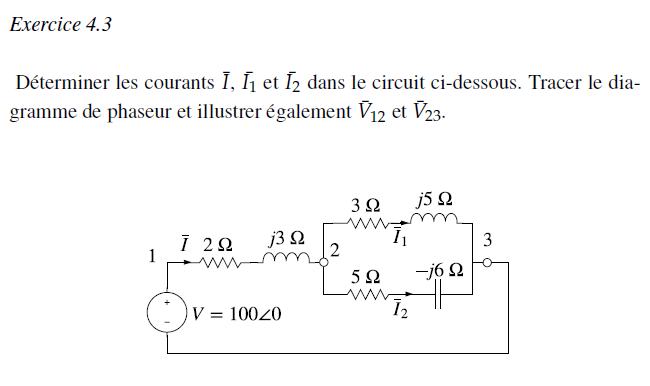 Exercice 4.3
Déterminer les courants Ī, Ī₁ et Ī₂ dans le circuit ci-dessous. Tracer le dia-
gramme de phaseur et illustrer également V̄₁₂ et V̄₂₃.
3 Ω
j5 Ω
Ī₁
Ī 2 Ω
j3 Ω
1
2
3
5 Ω
−j6 Ω
Ī₂
+
−
V = 100∠0